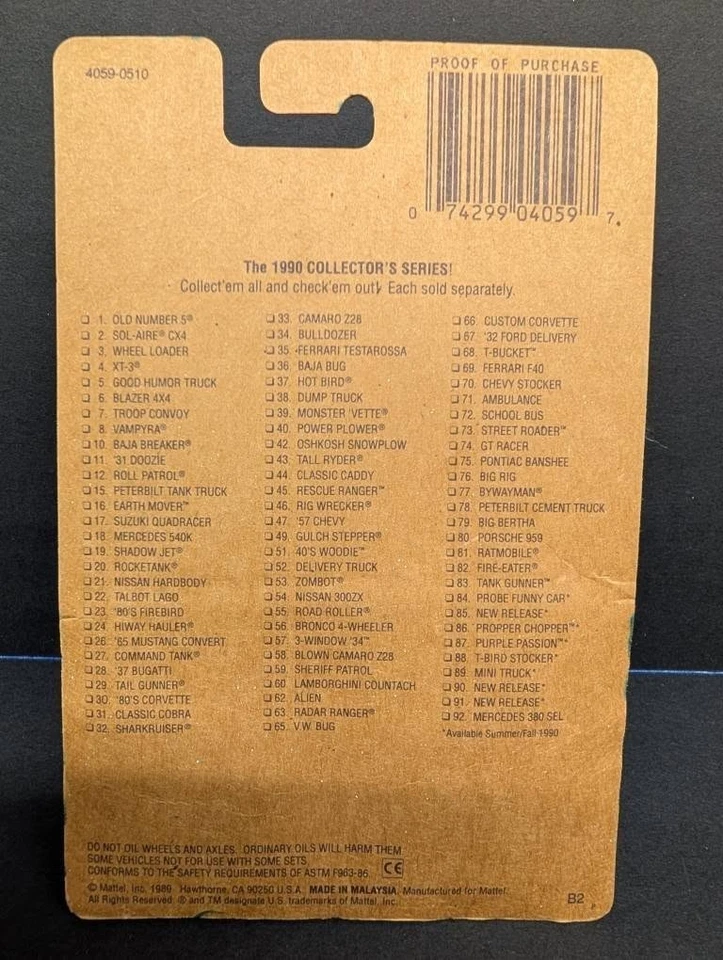 4059-0510
PROOF OF PURCHASE
0 74299 04059 7
The 1990 COLLECTOR'S SERIES!
Collect'em all and check'em out! Each sold separately.
❑ 1. OLD NUMBER 5®
❑ 2. SOL-AIRE® CX4
❑ 3. WHEEL LOADER
❑ 4. XT-3®
❑ 5. GOOD HUMOR TRUCK
❑ 6. BLAZER 4X4
❑ 7. TROOP CONVOY
❑ 8. VAMPYRA®
❑ 10. BAJA BREAKER®
❑ 11. '31 DOOZIE
❑ 12. ROLL PATROL®
❑ 15. PETERBILT TANK TRUCK
❑ 16. EARTH MOVER™
❑ 17. SUZUKI QUADRACER
❑ 18. MERCEDES 540K
❑ 19. SHADOW JET®
❑ 20. ROCKETANK®
❑ 21. NISSAN HARDBODY
❑ 22. TALBOT LAGO
❑ 23. '80'S FIREBIRD
❑ 24. HIWAY HAULER®
❑ 26. '65 MUSTANG CONVERT.
❑ 27. COMMAND TANK®
❑ 28. '37 BUGATTI
❑ 29. TAIL GUNNER®
❑ 30. '80'S CORVETTE
❑ 31. CLASSIC COBRA
❑ 32. SHARKRUISER®
❑ 33. CAMARO Z28
❑ 34. BULLDOZER
❑ 35. FERRARI TESTAROSSA
❑ 36. BAJA BUG
❑ 37. HOT BIRD®
❑ 38. DUMP TRUCK
❑ 39. MONSTER 'VETTE®
❑ 40. POWER PLOWER®
❑ 42. OSHKOSH SNOWPLOW
❑ 43. TALL RYDER®
❑ 44. CLASSIC CADDY
❑ 45. RESCUE RANGER™
❑ 46. RIG WRECKER®
❑ 47. '57 CHEVY
❑ 49. GULCH STEPPER®
❑ 51. 40'S WOODIE™
❑ 52. DELIVERY TRUCK
❑ 53. ZOMBOT®
❑ 54. NISSAN 300ZX
❑ 55. ROAD ROLLER®
❑ 56. BRONCO 4-WHEELER
❑ 57. 3-WINDOW '34™
❑ 58. BLOWN CAMARO Z28
❑ 59. SHERIFF PATROL
❑ 60. LAMBORGHINI COUNTACH
❑ 62. ALIEN
❑ 63. RADAR RANGER®
❑ 65. V.W. BUG
❑ 66. CUSTOM CORVETTE
❑ 67. '32 FORD DELIVERY
❑ 68. T-BUCKET™
❑ 69. FERRARI F40
❑ 70. CHEVY STOCKER
❑ 71. AMBULANCE
❑ 72. SCHOOL BUS
❑ 73. STREET ROADER™
❑ 74. GT RACER
❑ 75. PONTIAC BANSHEE
❑ 76. BIG RIG
❑ 77. BYWAYMAN®
❑ 78. PETERBILT CEMENT TRUCK
❑ 79. BIG BERTHA
❑ 80. PORSCHE 959
❑ 81. RATMOBILE®
❑ 82. FIRE-EATER®
❑ 83. TANK GUNNER™
❑ 84. PROBE FUNNY CAR*
❑ 85. NEW RELEASE*
❑ 86. PROPPER CHOPPER™*
❑ 87. PURPLE PASSION™*
❑ 88. T-BIRD STOCKER*
❑ 89. MINI TRUCK*
❑ 90. NEW RELEASE*
❑ 91. NEW RELEASE*
❑ 92. MERCEDES 380 SEL
*Available Summer/Fall 1990
DO NOT OIL WHEELS AND AXLES. ORDINARY OILS WILL HARM THEM.
SOME VEHICLES NOT FOR USE WITH SOME SETS.
CONFORMS TO THE SAFETY REQUIREMENTS OF ASTM F963-86. CE
© Mattel, Inc. 1989. Hawthorne, CA 90250 U.S.A. MADE IN MALAYSIA. Manufactured for Mattel.
All Rights Reserved. ® and TM designate U.S. trademarks of Mattel, Inc.
B2